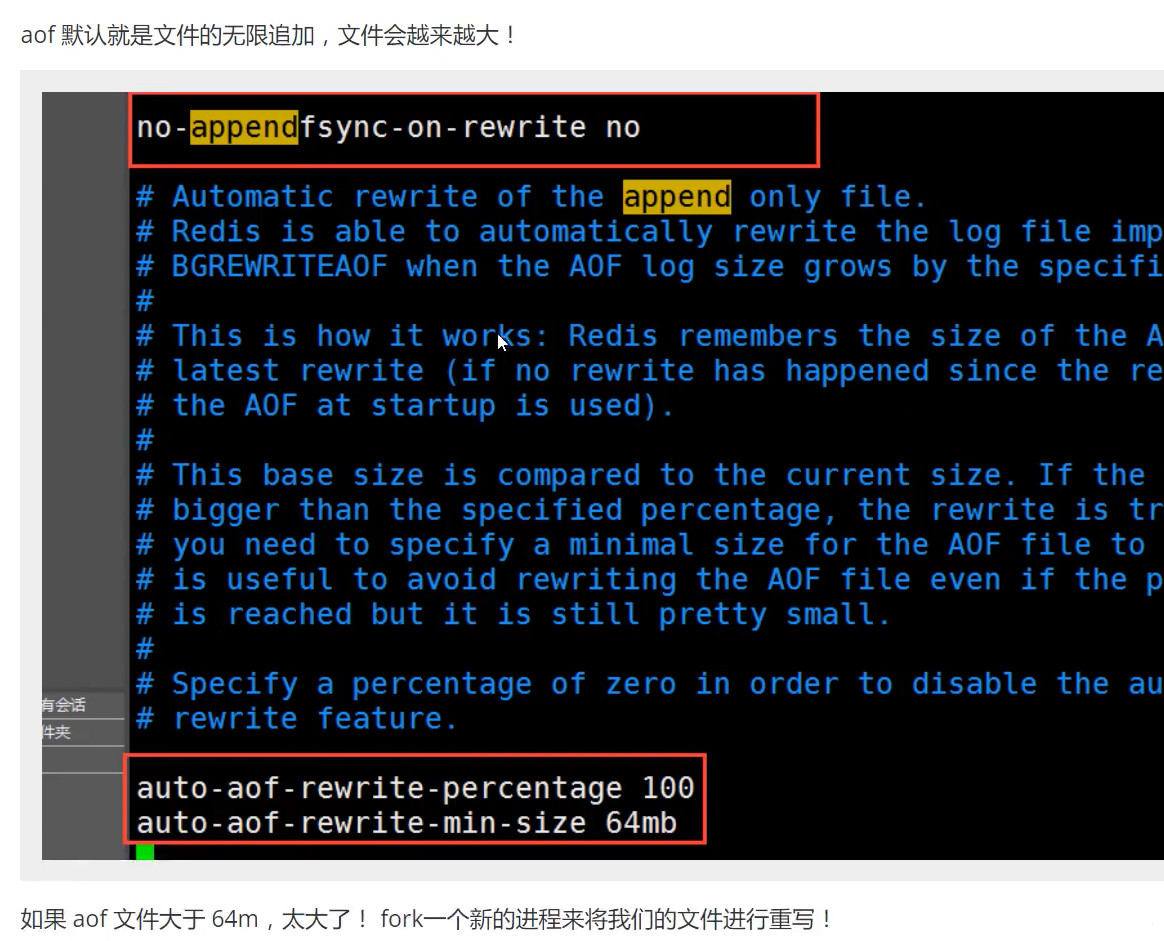 aof 默认就是文件的无限追加，文件会越来越大！
no-appendfsync-on-rewrite no
# Automatic rewrite of the append only file.
# Redis is able to automatically rewrite the log file imp
# BGREWRITEAOF when the AOF log size grows by the specifi
#
# This is how it works: Redis remembers the size of the A
# latest rewrite (if no rewrite has happened since the re
# the AOF at startup is used).
#
# This base size is compared to the current size. If the
# bigger than the specified percentage, the rewrite is tr
# you need to specify a minimal size for the AOF file to
# is useful to avoid rewriting the AOF file even if the p
# is reached but it is still pretty small.
#
# Specify a percentage of zero in order to disable the au
# rewrite feature.
有会话
件夹
auto-aof-rewrite-percentage 100
auto-aof-rewrite-min-size 64mb
如果 aof 文件大于 64m，太大了！ fork一个新的进程来将我们的文件进行重写！